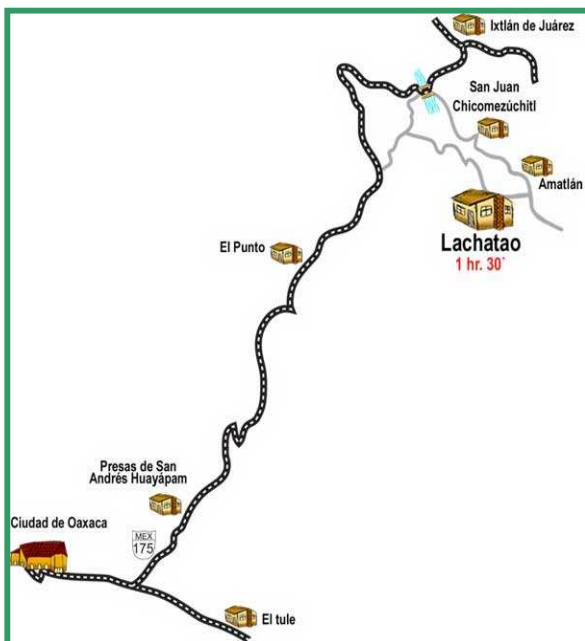 Ixtlán de Juárez
San Juan
Chicomezúchitl
Amatlán
Lachatao
1 hr. 30´
El Punto
Presas de San
Andrés Huayápam
Ciudad de Oaxaca
MEX
175
El tule